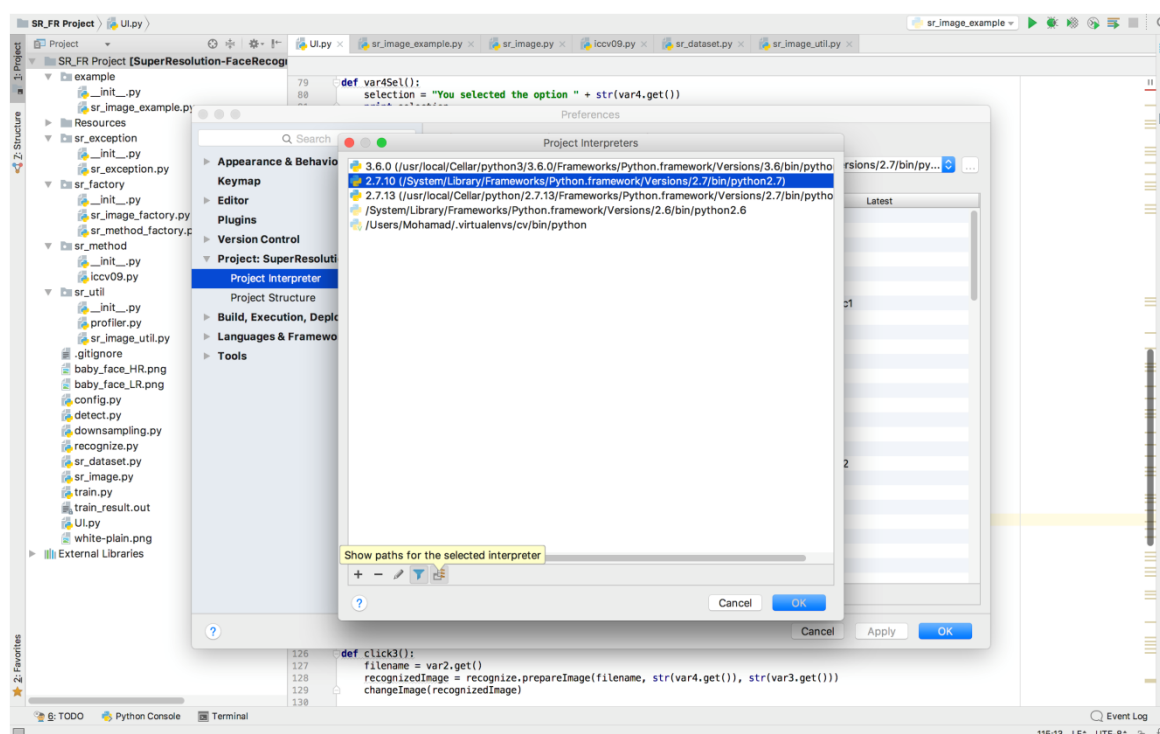 SR_FR Project UI.py
sr_image_example
Project
UI.py sr_image_example.py sr_image.py iccv09.py sr_dataset.py sr_image_util.py
1: Project
Z: Structure
2: Favorites
SR_FR Project [SuperResolution-FaceRecogn
example
__init__.py
sr_image_example.py
Resources
sr_exception
__init__.py
sr_exception.py
sr_factory
__init__.py
sr_image_factory.py
sr_method_factory.p
sr_method
__init__.py
iccv09.py
sr_util
__init__.py
profiler.py
sr_image_util.py
.gitignore
baby_face_HR.png
baby_face_LR.png
config.py
detect.py
downsampling.py
recognize.py
sr_dataset.py
sr_image.py
train.py
train_result.out
UI.py
white-plain.png
External Libraries
79 def var4Sel():
80 selection = "You selected the option " + str(var4.get())
Preferences
Search
Appearance & Behavio
Keymap
Editor
Plugins
Version Control
Project: SuperResoluti
Project Interpreter
Project Structure
Build, Execution, Deplo
Languages & Framewo
Tools
rsions/2.7/bin/py... ...
Latest
c1
2
Project Interpreters
3.6.0 (/usr/local/Cellar/python3/3.6.0/Frameworks/Python.framework/Versions/3.6/bin/pytho
2.7.10 (/System/Library/Frameworks/Python.framework/Versions/2.7/bin/python2.7)
2.7.13 (/usr/local/Cellar/python/2.7.13/Frameworks/Python.framework/Versions/2.7/bin/pytho
/System/Library/Frameworks/Python.framework/Versions/2.6/bin/python2.6
/Users/Mohamad/.virtualenvs/cv/bin/python
Show paths for the selected interpreter
+ −
? Cancel OK
? Cancel Apply OK
126 def click3():
127 filename = var2.get()
128 recognizedImage = recognize.prepareImage(filename, str(var4.get()), str(var3.get()))
129 changeImage(recognizedImage)
130
6: TODO Python Console Terminal Event Log